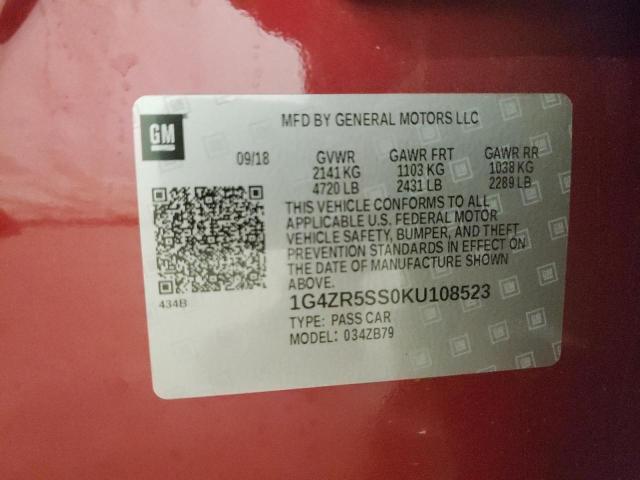 GM
MFD BY GENERAL MOTORS LLC
09/18 GVWR GAWR FRT GAWR RR
2141 KG 1103 KG 1038 KG
4720 LB 2431 LB 2289 LB
THIS VEHICLE CONFORMS TO ALL
APPLICABLE U.S. FEDERAL MOTOR
VEHICLE SAFETY, BUMPER, AND THEFT
PREVENTION STANDARDS IN EFFECT ON
THE DATE OF MANUFACTURE SHOWN
ABOVE.
434B
1G4ZR5SS0KU108523
TYPE: PASS CAR
MODEL: 034ZB79